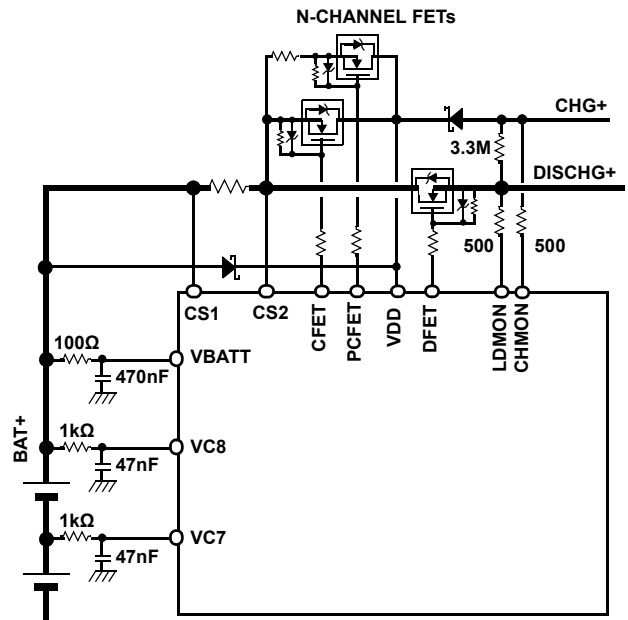 N-CHANNEL FETs
CHG+
3.3M
DISCHG+
500
500
CS1
CS2
CFET
PCFET
VDD
DFET
LDMON
CHMON
100Ω
VBATT
470nF
BAT+
1kΩ
VC8
47nF
1kΩ
VC7
47nF